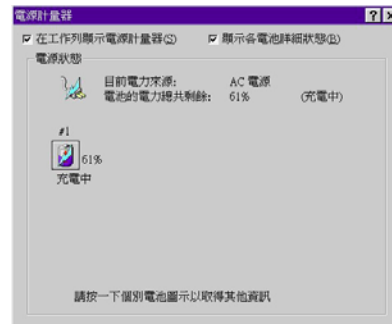 電源計量器
在工作列顯示電源計量器(S) 顯示各電池詳細狀態(B)
電源狀態
目前電力來源: AC 電源
電池的電力總共剩餘: 61% (充電中)
#1
61%
充電中
請按一下個別電池圖示以取得其他資訊